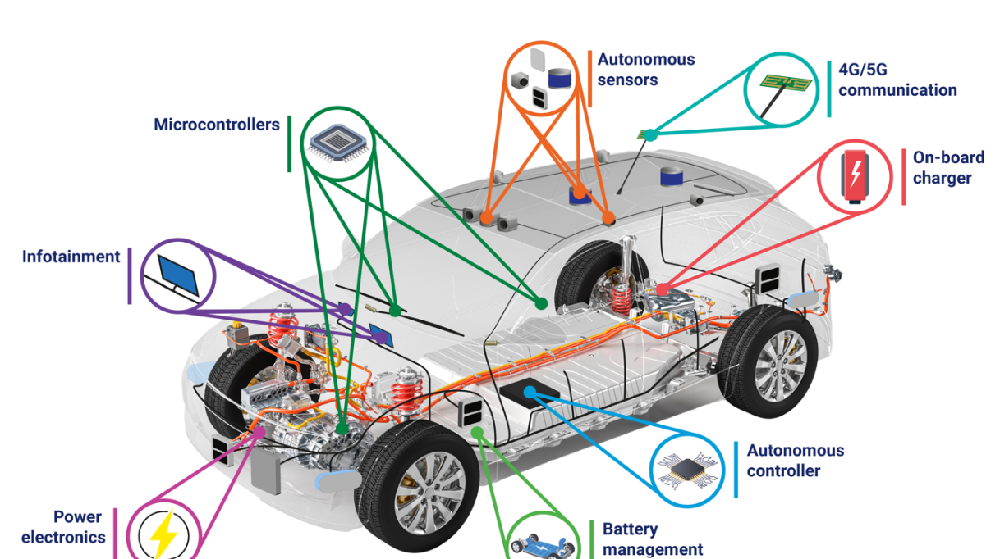 Autonomous
sensors
4G/5G
communication
Microcontrollers
On-board
charger
Infotainment
Autonomous
controller
Power
electronics
Battery
management